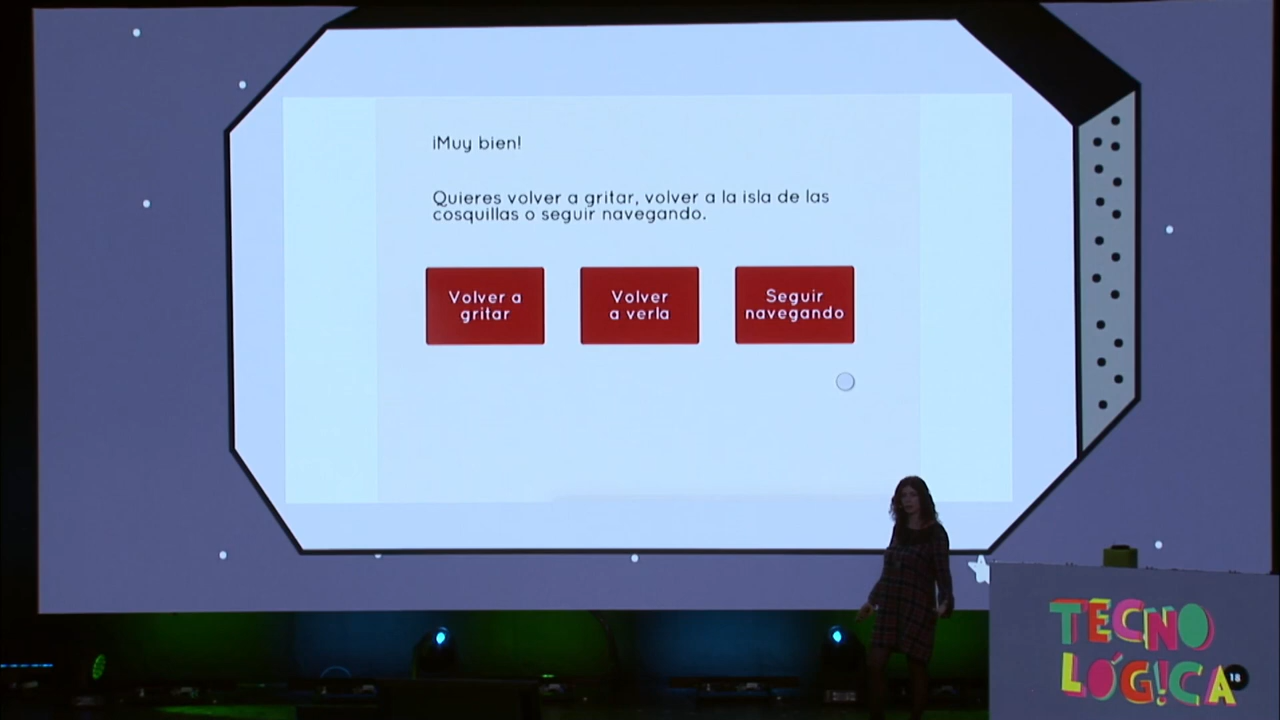 ¡Muy bien!
Quieres volver a gritar, volver a la isla de las
cosquillas o seguir navegando.
Volver a
gritar
Volver
a verla
Seguir
navegando
TECNO
LÓG!CA
18